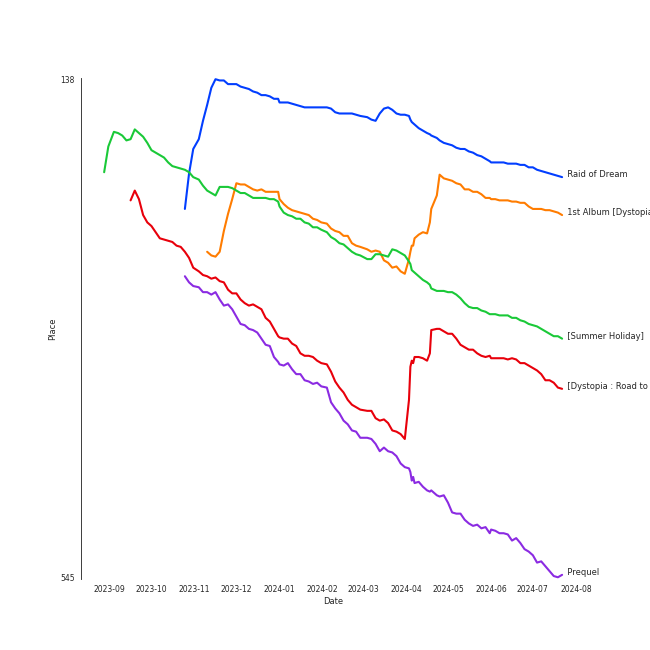 138
Raid of Dream
1st Album [Dystopia
Place
[Summer Holiday]
[Dystopia : Road to
Prequel
545
2023-09 2023-10 2023-11 2023-12 2024-01 2024-02 2024-03 2024-04 2024-05 2024-06 2024-07 2024-08
Date